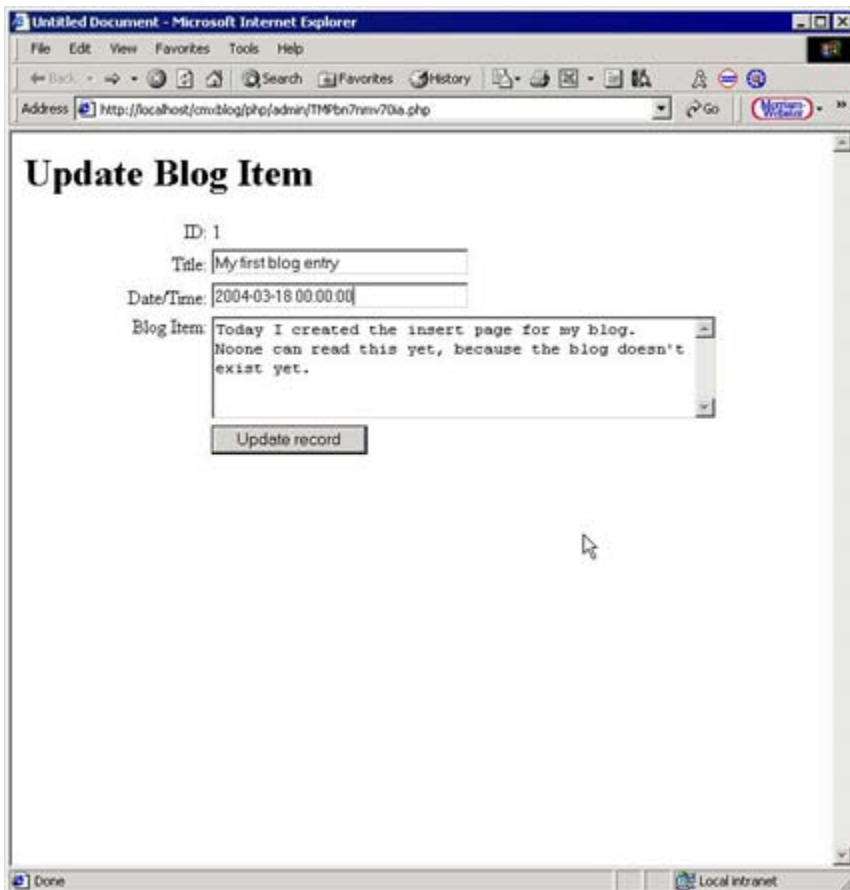 Untitled Document - Microsoft Internet Explorer
File Edit View Favorites Tools Help
Back Search Favorites History
Address http://localhost/cmxblog/php/admin/TMPbn7nmv70ia.php Go Merriam-Webster
Update Blog Item
ID: 1
Title: My first blog entry
Date/Time: 2004-03-18 00:00:00
Blog Item: Today I created the insert page for my blog.
Noone can read this yet, because the blog doesn't
exist yet.
Update record
Done Local intranet